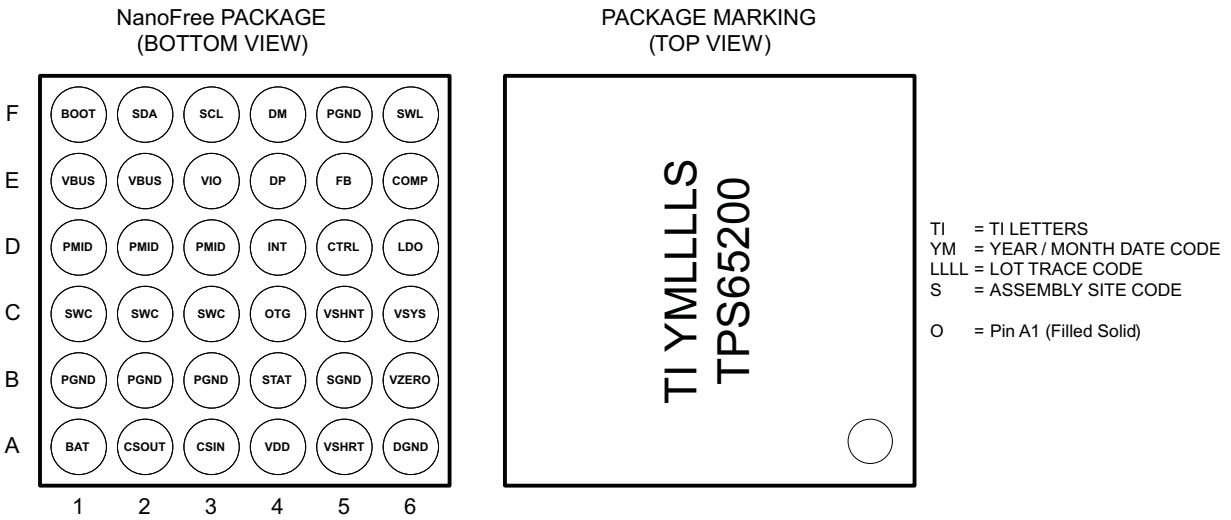 NanoFree PACKAGE
(BOTTOM VIEW)
F BOOT SDA SCL DM PGND SWL
E VBUS VBUS VIO DP FB COMP
D PMID PMID PMID INT CTRL LDO
C SWC SWC SWC OTG VSHNT VSYS
B PGND PGND PGND STAT SGND VZERO
A BAT CSOUT CSIN VDD VSHRT DGND
1 2 3 4 5 6
PACKAGE MARKING
(TOP VIEW)
TI YMLLLLS
TPS65200
TI = TI LETTERS
YM = YEAR / MONTH DATE CODE
LLLL = LOT TRACE CODE
S = ASSEMBLY SITE CODE
O = Pin A1 (Filled Solid)